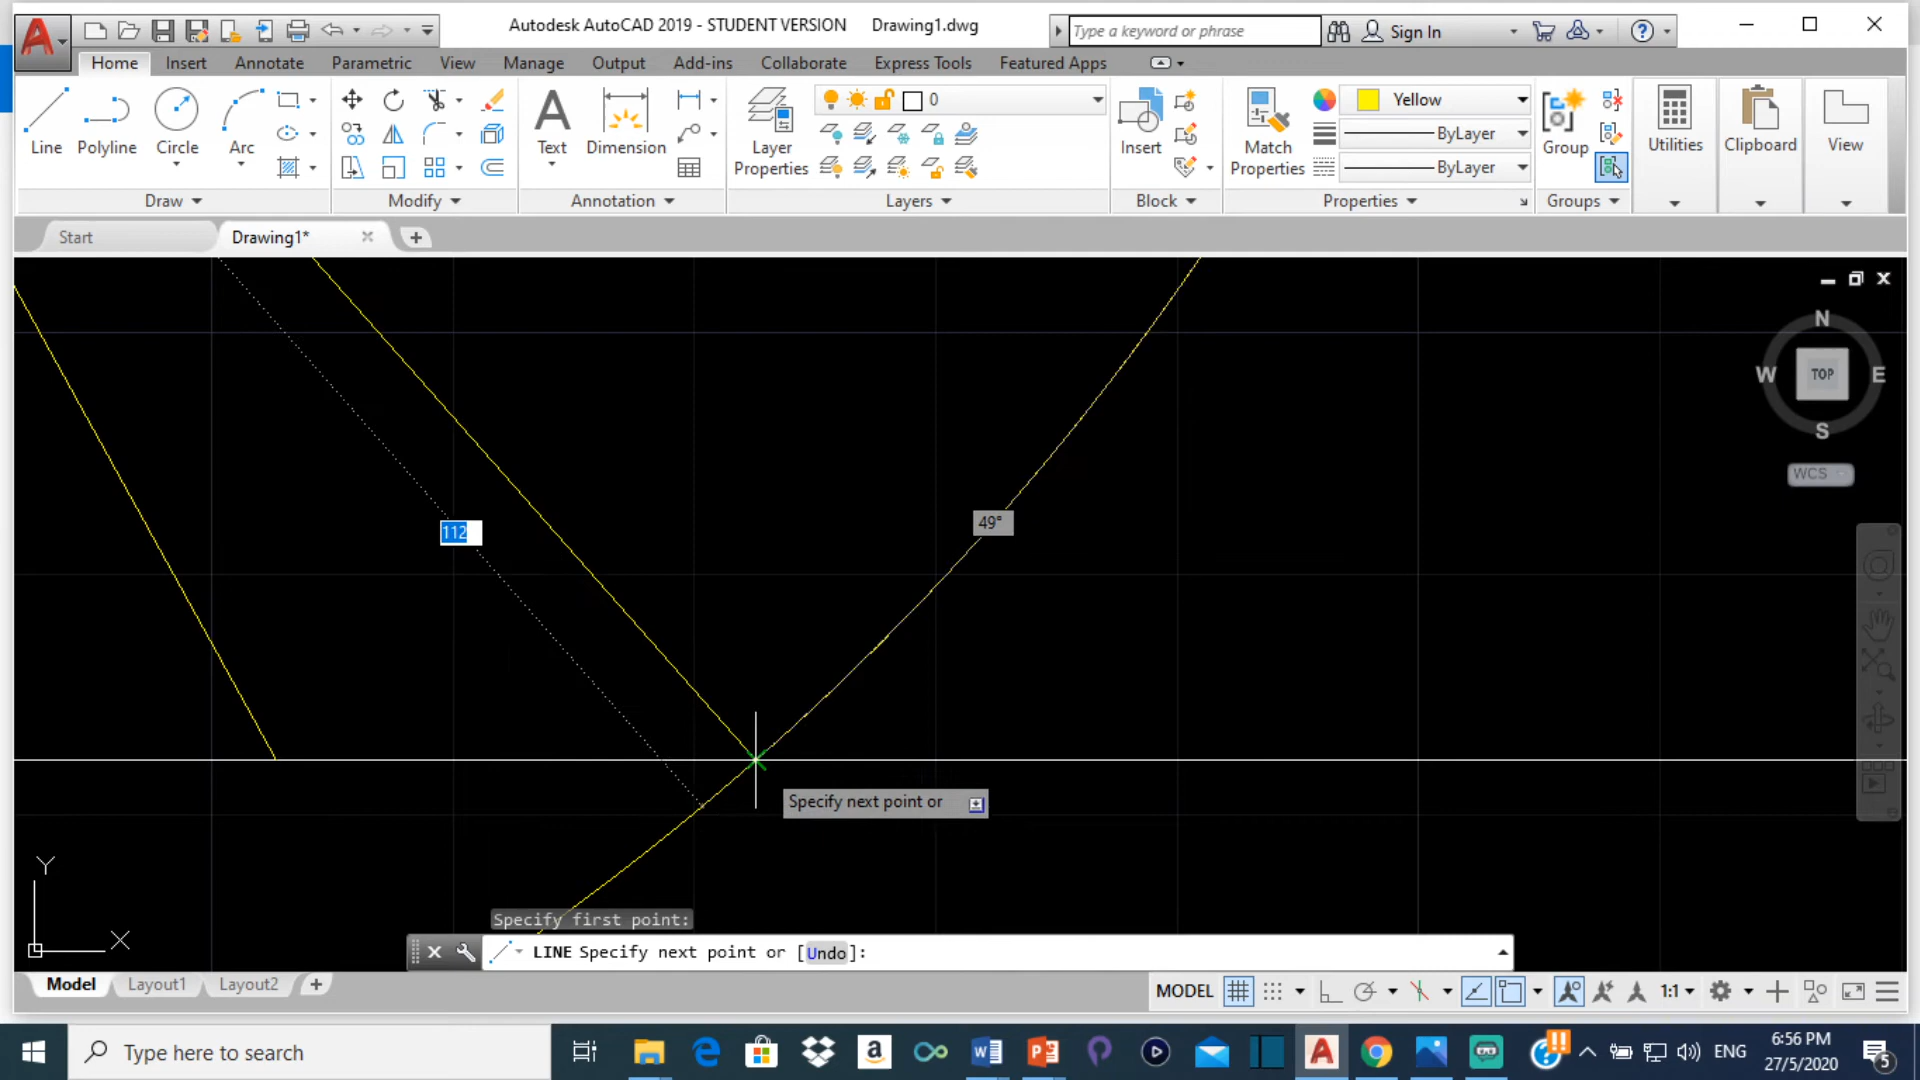 Autodesk AutoCAD 2019 - STUDENT VERSION Drawing1.dwg
Type a keyword or phrase
Sign In
Home Insert Annotate Parametric View Manage Output Add-ins Collaborate Express Tools Featured Apps
Line Polyline Circle Arc
Text Dimension
Layer Properties
0
Insert
Match Properties
Yellow
ByLayer
ByLayer
Group
Utilities
Clipboard
View
Draw Modify Annotation Layers Block Properties Groups
Start Drawing1*
N
W TOP E
S
WCS
49°
112
Specify next point or
Y
X
Specify first point:
LINE Specify next point or [Undo]:
Model Layout1 Layout2
MODEL 1:1
Type here to search
ENG
6:56 PM
27/5/2020
5